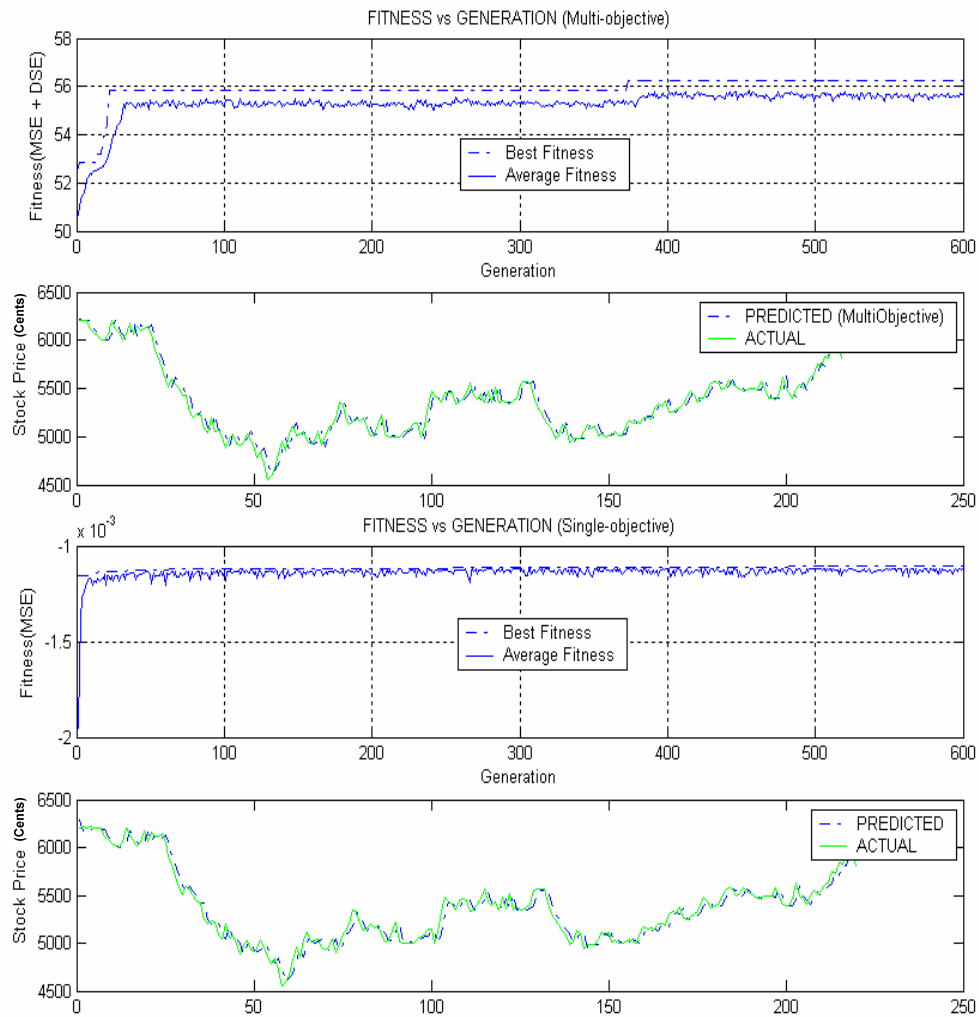 FITNESS vs GENERATION (Multi-objective)
Fitness(MSE + DSE)
58
56
54
52
50
Best Fitness
Average Fitness
0 100 200 300 400 500 600
Generation
Stock Price (Cents)
6500
6000
5500
5000
4500
PREDICTED (MultiObjective)
ACTUAL
0 50 100 150 200 250
FITNESS vs GENERATION (Single-objective)
x 10-3
Fitness(MSE)
-1
-1.5
-2
Best Fitness
Average Fitness
0 100 200 300 400 500 600
Generation
Stock Price (Cents)
6500
6000
5500
5000
4500
PREDICTED
ACTUAL
0 50 100 150 200 250